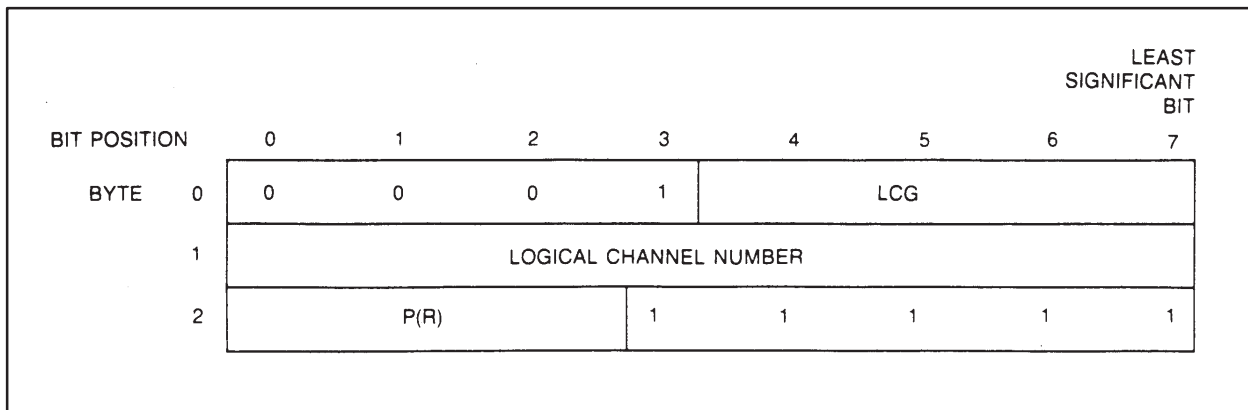 LEAST
SIGNIFICANT
BIT
BIT POSITION 0 1 2 3 4 5 6 7
BYTE 0 0 0 0 1 LCG
1 LOGICAL CHANNEL NUMBER
2 P(R) 1 1 1 1 1